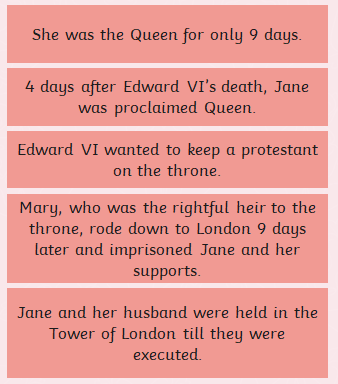 She was the Queen for only 9 days.
4 days after Edward VI's death, Jane
was proclaimed Queen.
Edward VI wanted to keep a protestant
on the throne.
Mary, who was the rightful heir to the
throne, rode down to London 9 days
later and imprisoned Jane and her
supports.
Jane and her husband were held in the
Tower of London till they were
executed.